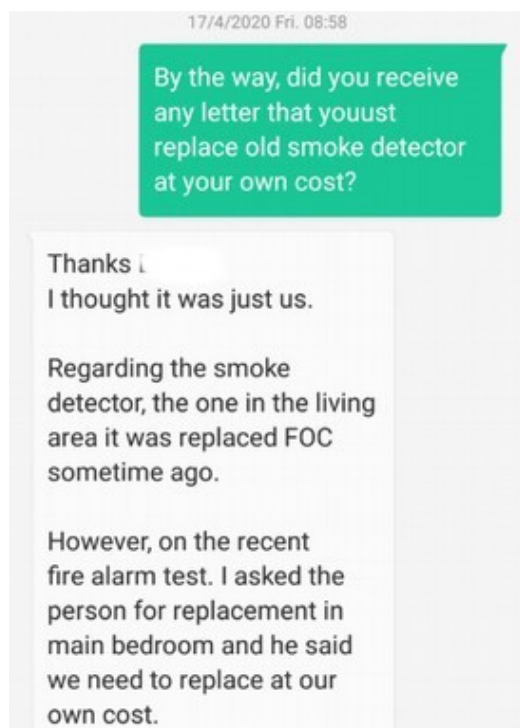 17/4/2020 Fri. 08:58
By the way, did you receive
any letter that youust
replace old smoke detector
at your own cost?
Thanks
I thought it was just us.
Regarding the smoke
detector, the one in the living
area it was replaced FOC
sometime ago.
However, on the recent
fire alarm test. I asked the
person for replacement in
main bedroom and he said
we need to replace at our
own cost.